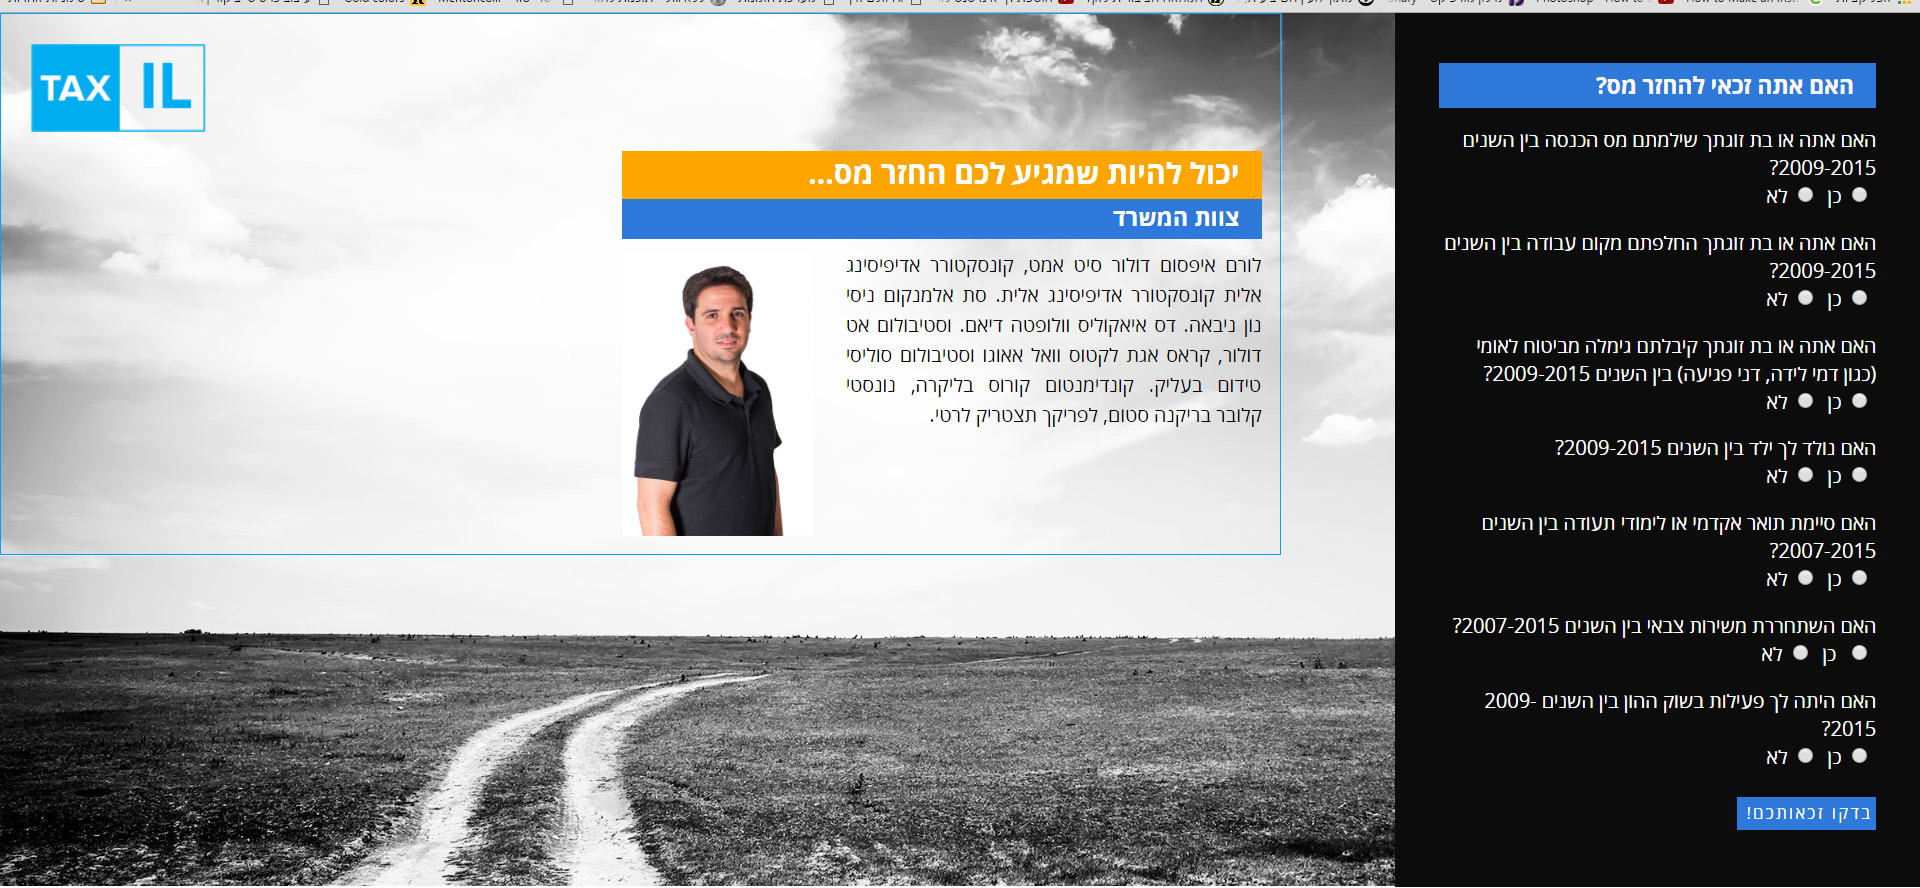 TAX IL
יכול להיות שמגיע לכם החזר מס...
צוות המשרד
לורם איפסום דולור סיט אמט, קונסקטורר אדיפיסינג
אלית קונסקטורר אדיפיסינג אלית. סת אלמנקום ניסי
נון ניבאה. דס איאקוליס וולופטה דיאם. וסטיבולום אט
דולור, קראס אגת לקטוס וואל אאוגו וסטיבולום סוליסי
טידום בעליק. קונדימנטום קורוס בליקרה, נונסטי
קלובר בריקנה סטום, לפריקך תצטריק לרטי.
האם אתה זכאי להחזר מס?
האם אתה או בת זוגתך שילמתם מס הכנסה בין השנים
2009-2015?
כן לא
האם אתה או בת זוגתך החלפתם מקום עבודה בין השנים
2009-2015?
כן לא
האם אתה או בת זוגתך קיבלתם גימלה מביטוח לאומי
(כגון דמי לידה, דני פגיעה) בין השנים 2009-2015?
כן לא
האם נולד לך ילד בין השנים 2009-2015?
כן לא
האם סיימת תואר אקדמי או לימודי תעודה בין השנים
2007-2015?
כן לא
האם השתחררת משירות צבאי בין השנים 2007-2015?
כן לא
האם היתה לך פעילות בשוק ההון בין השנים 2009-
2015?
כן לא
בדקו זכאותכם!